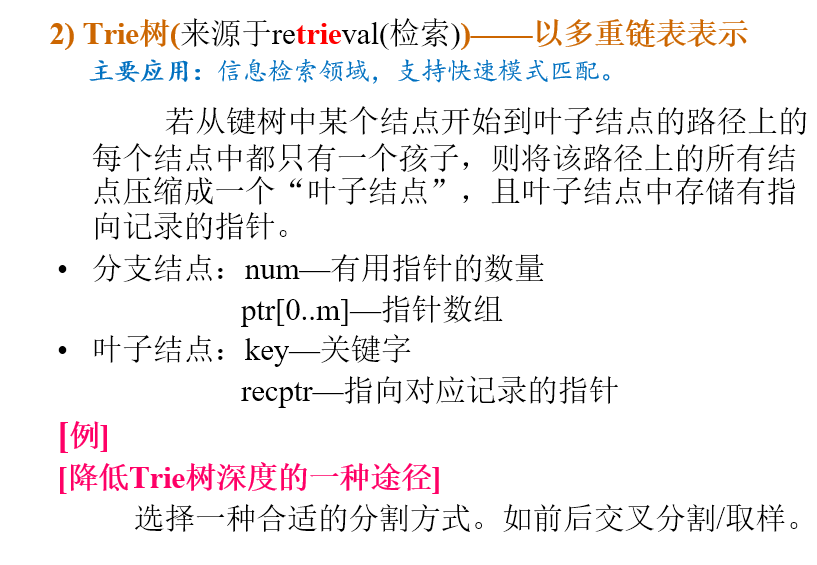 2) Trie树(来源于retrieval(检索))——以多重链表表示
主要应用：信息检索领域，支持快速模式匹配。
若从键树中某个结点开始到叶子结点的路径上的
每个结点中都只有一个孩子，则将该路径上的所有结
点压缩成一个“叶子结点”，且叶子结点中存储有指
向记录的指针。
• 分支结点：num—有用指针的数量
ptr[0..m]—指针数组
• 叶子结点：key—关键字
recptr—指向对应记录的指针
[例]
[降低Trie树深度的一种途径]
选择一种合适的分割方式。如前后交叉分割/取样。